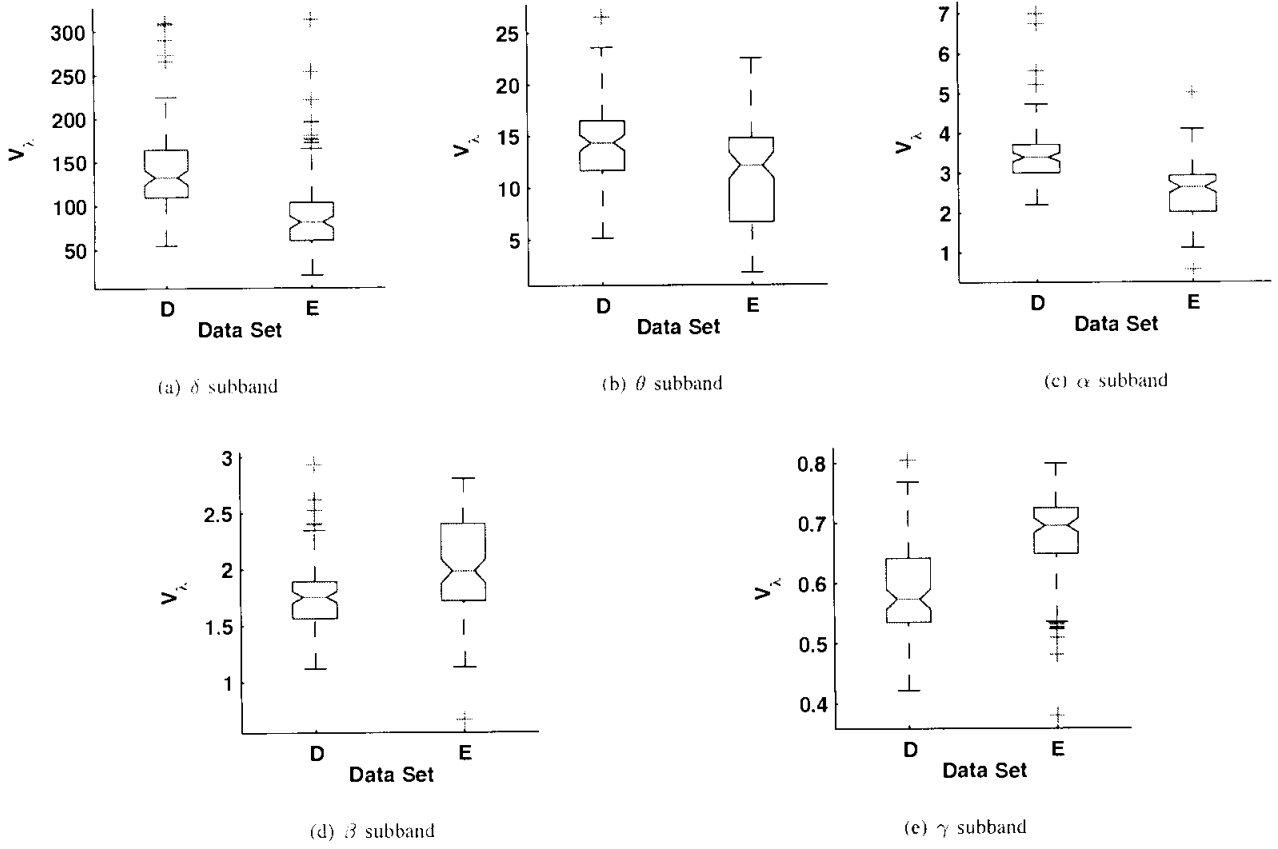 300
250
200
150
100
50
V_λ
D E
Data Set
(a) δ subband
25
20
15
10
5
V_λ
D E
Data Set
(b) θ subband
7
6
5
4
3
2
1
V_λ
D E
Data Set
(c) α subband
3
2.5
2
1.5
1
V_λ
D E
Data Set
(d) β subband
0.8
0.7
0.6
0.5
0.4
V_λ
D E
Data Set
(e) γ subband